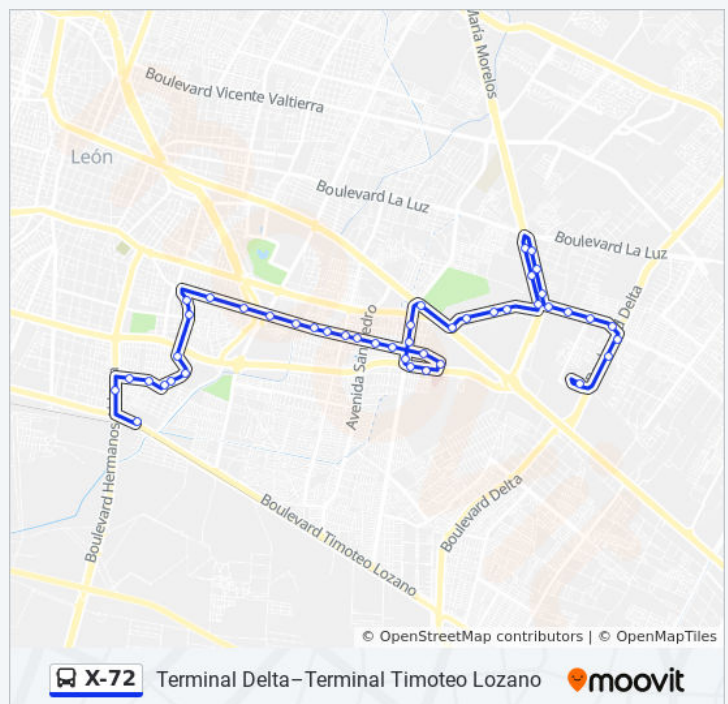 María Morelos
Boulevard Vicente Valtierra
León
Boulevard La Luz
Boulevard La Luz
Delta
Avenida San Pedro
Boulevard Hermanos
Boulevard Delta
Boulevard Timoteo Lozano
© OpenStreetMap contributors | © OpenMapTiles
X-72 Terminal Delta–Terminal Timoteo Lozano moovit